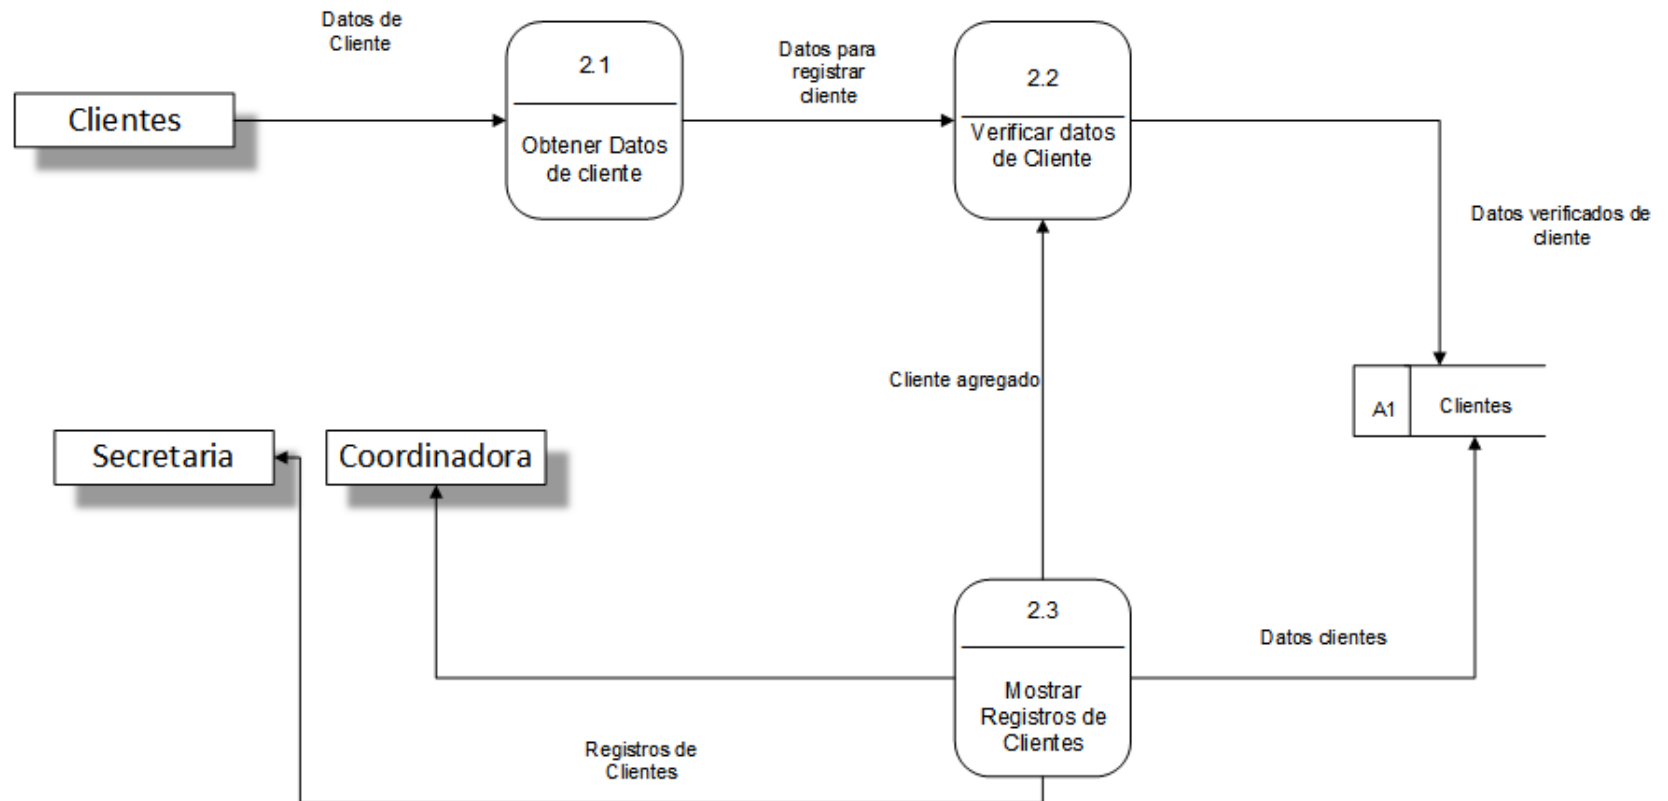 Datos de
Cliente
Clientes
2.1
Obtener Datos
de cliente
Datos para
registrar
cliente
2.2
Verificar datos
de Cliente
Datos verificados de
cliente
Cliente agregado
A1
Clientes
Secretaria
Coordinadora
2.3
Mostrar
Registros de
Clientes
Datos clientes
Registros de
Clientes